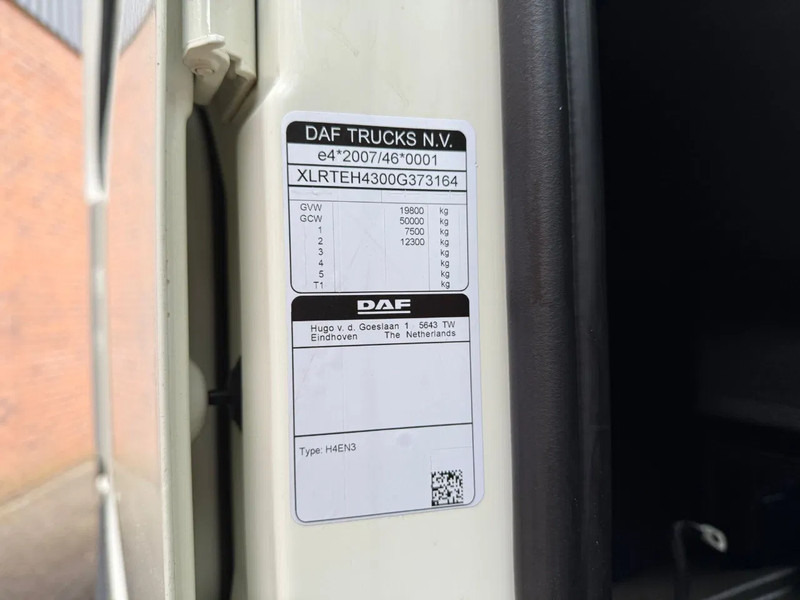 DAF TRUCKS N.V.
e4*2007/46*0001
XLRTEH4300G373164
GVW 19800 kg
GCW 50000 kg
1 7500 kg
2 12300 kg
3 kg
4 kg
5 kg
T1 kg
DAF
Hugo v. d. Goeslaan 1 5643 TW
Eindhoven The Netherlands
Type: H4EN3